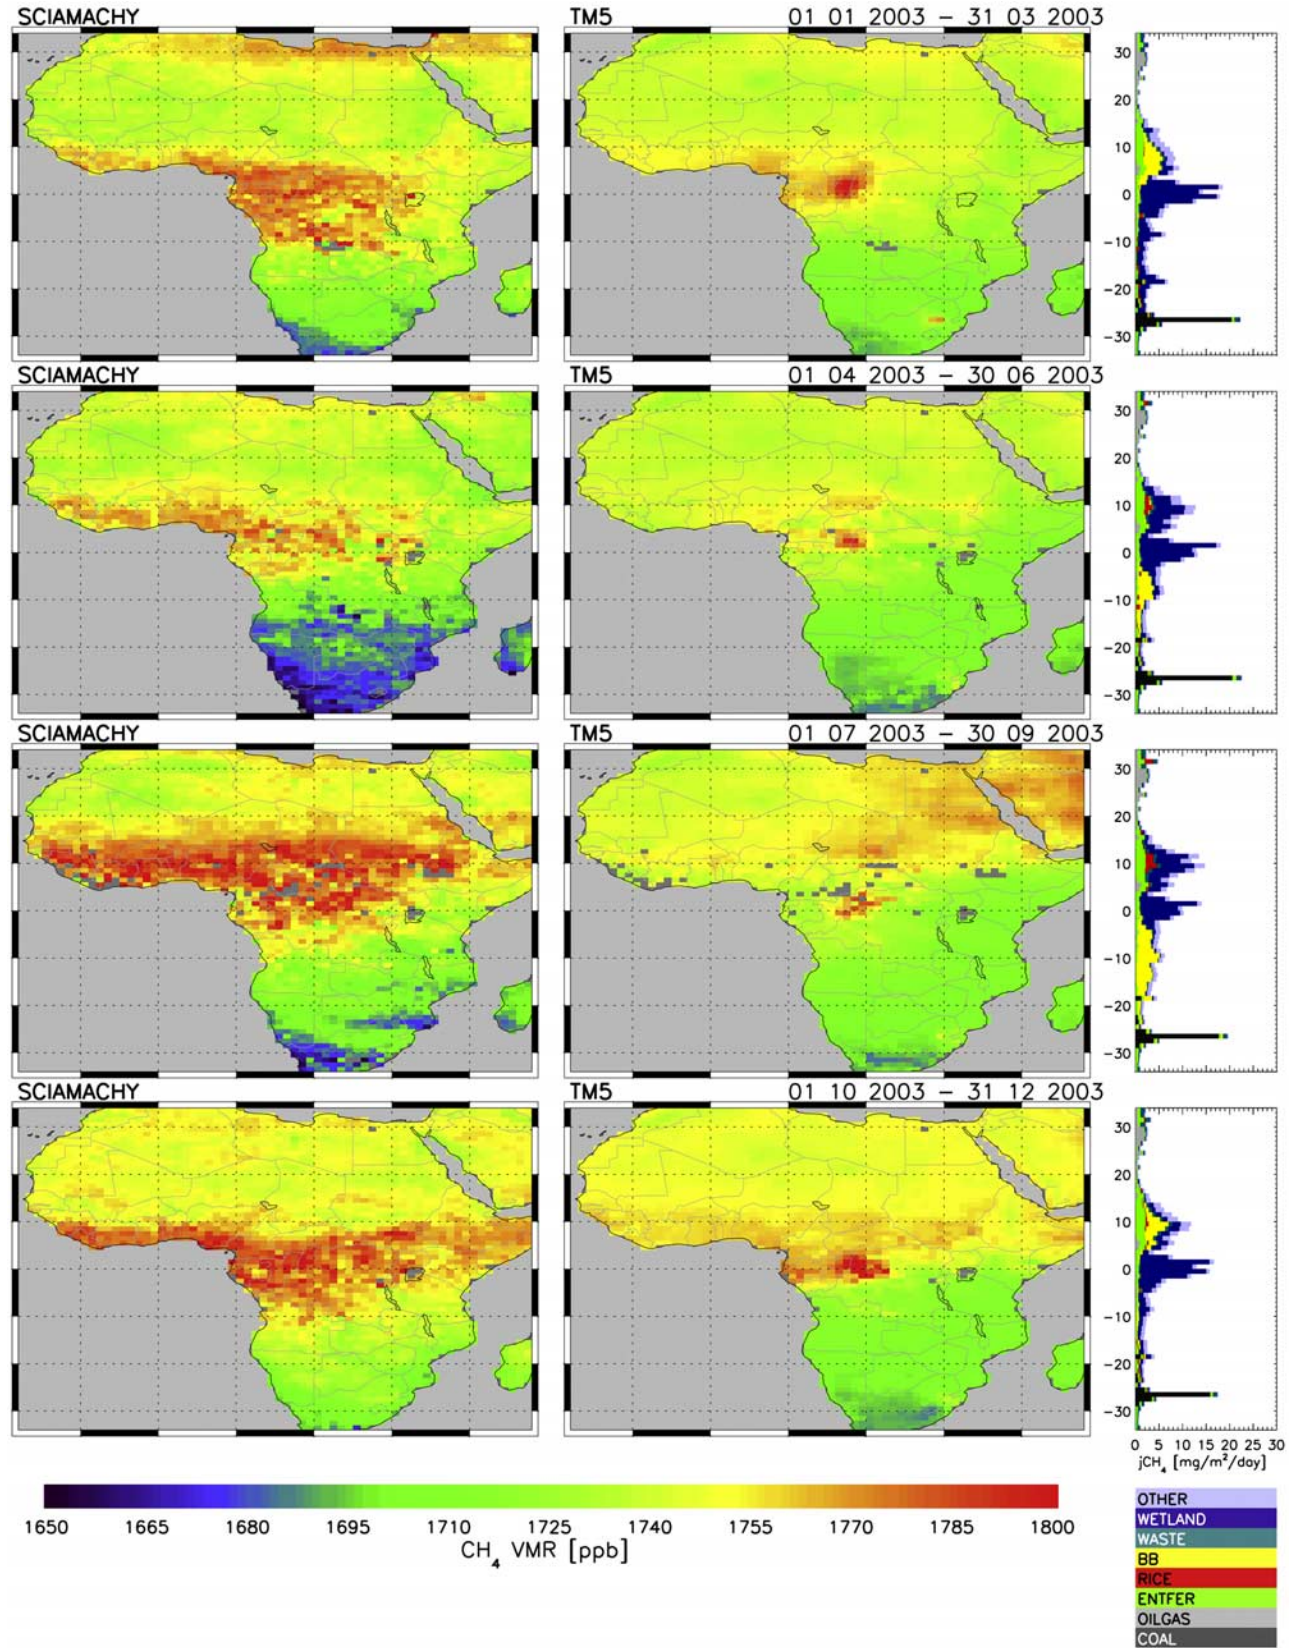 SCIAMACHY
TM5 01 01 2003 – 31 03 2003
30
20
10
0
−10
−20
−30
SCIAMACHY
TM5 01 04 2003 – 30 06 2003
30
20
10
0
−10
−20
−30
SCIAMACHY
TM5 01 07 2003 – 30 09 2003
30
20
10
0
−10
−20
−30
SCIAMACHY
TM5 01 10 2003 – 31 12 2003
30
20
10
0
−10
−20
−30
0 5 10 15 20 25 30
jCH₄ [mg/m²/day]
1650 1665 1680 1695 1710 1725 1740 1755 1770 1785 1800
CH₄ VMR [ppb]
OTHER
WETLAND
WASTE
BB
RICE
ENTFER
OILGAS
COAL